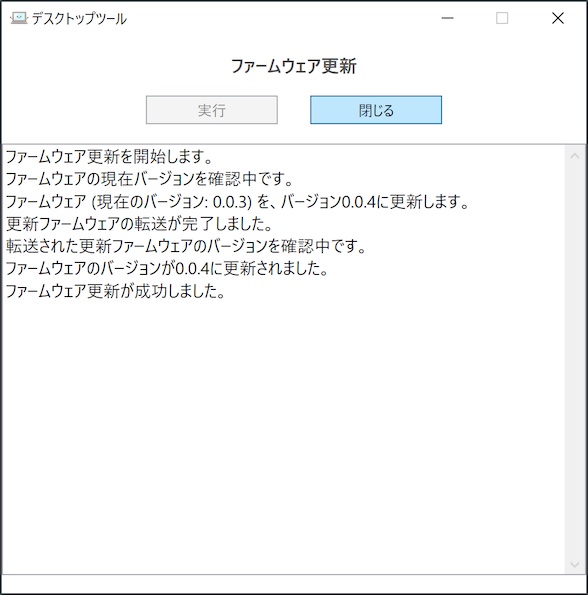 デスクトップツール
ファームウェア更新
実行
閉じる
ファームウェア更新を開始します。
ファームウェアの現在バージョンを確認中です。
ファームウェア (現在のバージョン: 0.0.3) を、バージョン0.0.4に更新します。
更新ファームウェアの転送が完了しました。
転送された更新ファームウェアのバージョンを確認中です。
ファームウェアのバージョンが0.0.4に更新されました。
ファームウェア更新が成功しました。